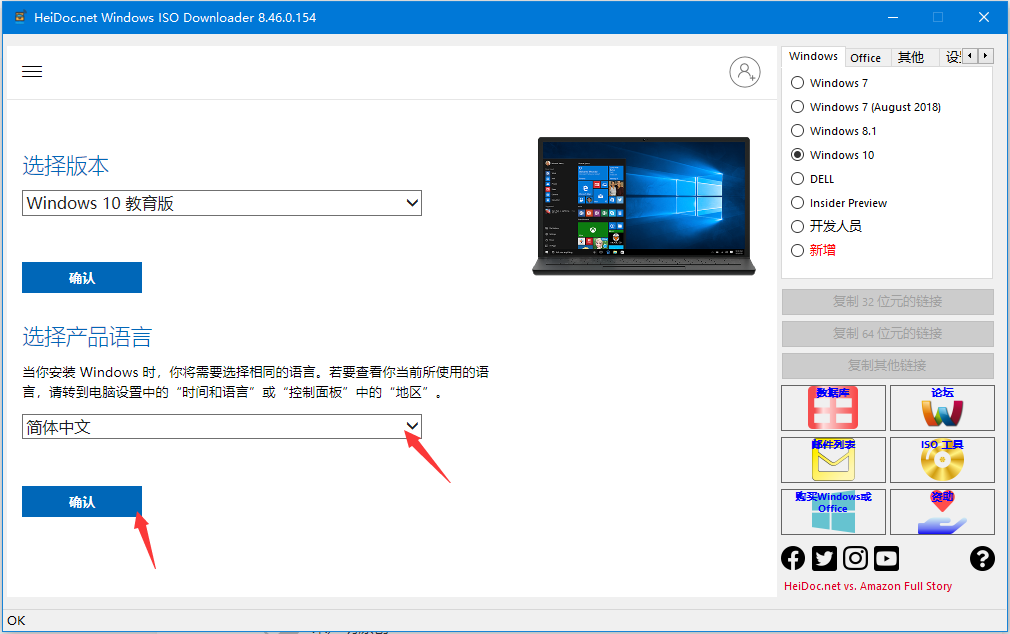 HeiDoc.net Windows ISO Downloader 8.46.0.154
选择版本
Windows 10 教育版
确认
选择产品语言
当你安装 Windows 时，你将需要选择相同的语言。若要查看你当前所使用的语
言，请转到电脑设置中的“时间和语言”或“控制面板”中的“地区”。
简体中文
确认
Windows
Office
其他
Windows 7
Windows 7 (August 2018)
Windows 8.1
Windows 10
DELL
Insider Preview
开发人员
新增
复制 32 位元的链接
复制 64 位元的链接
复制其他链接
数据库
论坛
邮件列表
ISO 工具
购买Windows或
Office
资助
HeiDoc.net vs. Amazon Full Story
OK